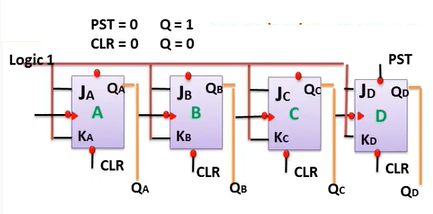 PST = 0 Q = 1
CLR = 0 Q = 0
Logic 1 PST
JA QA JB QB JC QC JD QD
A B C D
KA KB KC KD
CLR CLR CLR CLR
QA QB QC QD